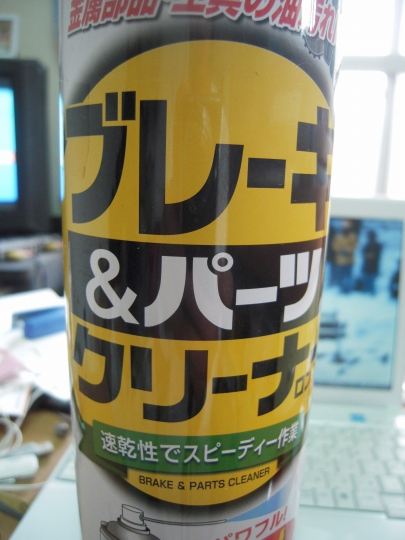 金属部品・工具の油汚れ
ブレーキ
&パーツ
クリーナー
速乾性でスピーディー作業
BRAKE & PARTS CLEANER
パワフル!